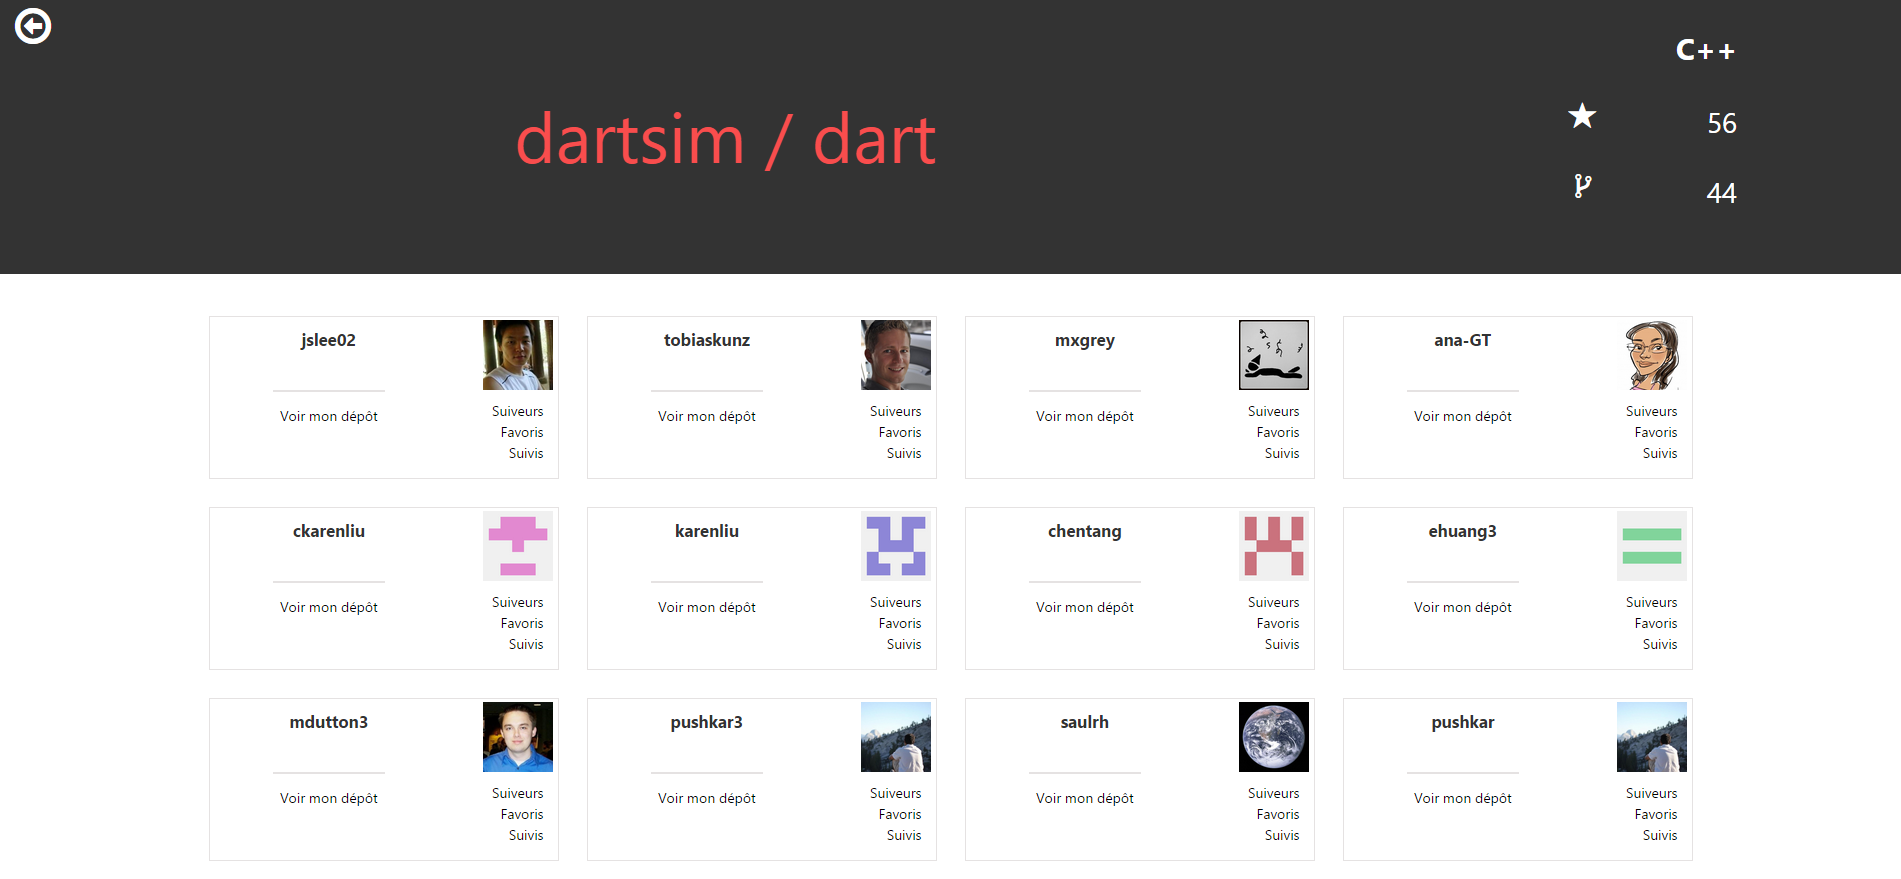 C++
dartsim / dart
56
44
jslee02
Voir mon dépôt
Suiveurs
Favoris
Suivis
tobiaskunz
Voir mon dépôt
Suiveurs
Favoris
Suivis
mxgrey
Voir mon dépôt
Suiveurs
Favoris
Suivis
ana-GT
Voir mon dépôt
Suiveurs
Favoris
Suivis
ckarenliu
Voir mon dépôt
Suiveurs
Favoris
Suivis
karenliu
Voir mon dépôt
Suiveurs
Favoris
Suivis
chentang
Voir mon dépôt
Suiveurs
Favoris
Suivis
ehuang3
Voir mon dépôt
Suiveurs
Favoris
Suivis
mdutton3
Voir mon dépôt
Suiveurs
Favoris
Suivis
pushkar3
Voir mon dépôt
Suiveurs
Favoris
Suivis
saulrh
Voir mon dépôt
Suiveurs
Favoris
Suivis
pushkar
Voir mon dépôt
Suiveurs
Favoris
Suivis